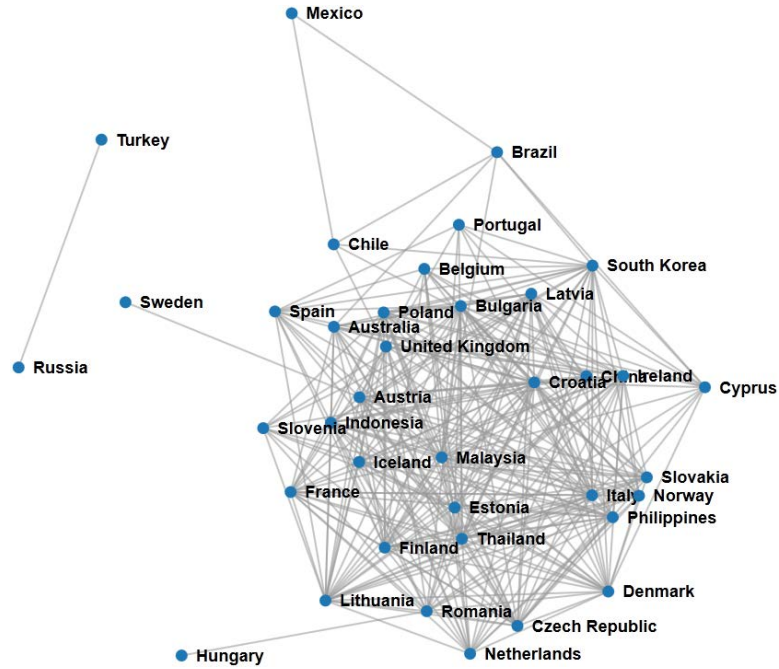 Mexico
Turkey
Brazil
Portugal
Chile
South Korea
Belgium
Latvia
Sweden
Spain
Poland
Bulgaria
Australia
United Kingdom
Russia
Croatia
China
Ireland
Cyprus
Austria
Slovenia
Indonesia
Iceland
Malaysia
Slovakia
France
Italy
Norway
Estonia
Philippines
Finland
Thailand
Denmark
Lithuania
Romania
Czech Republic
Hungary
Netherlands